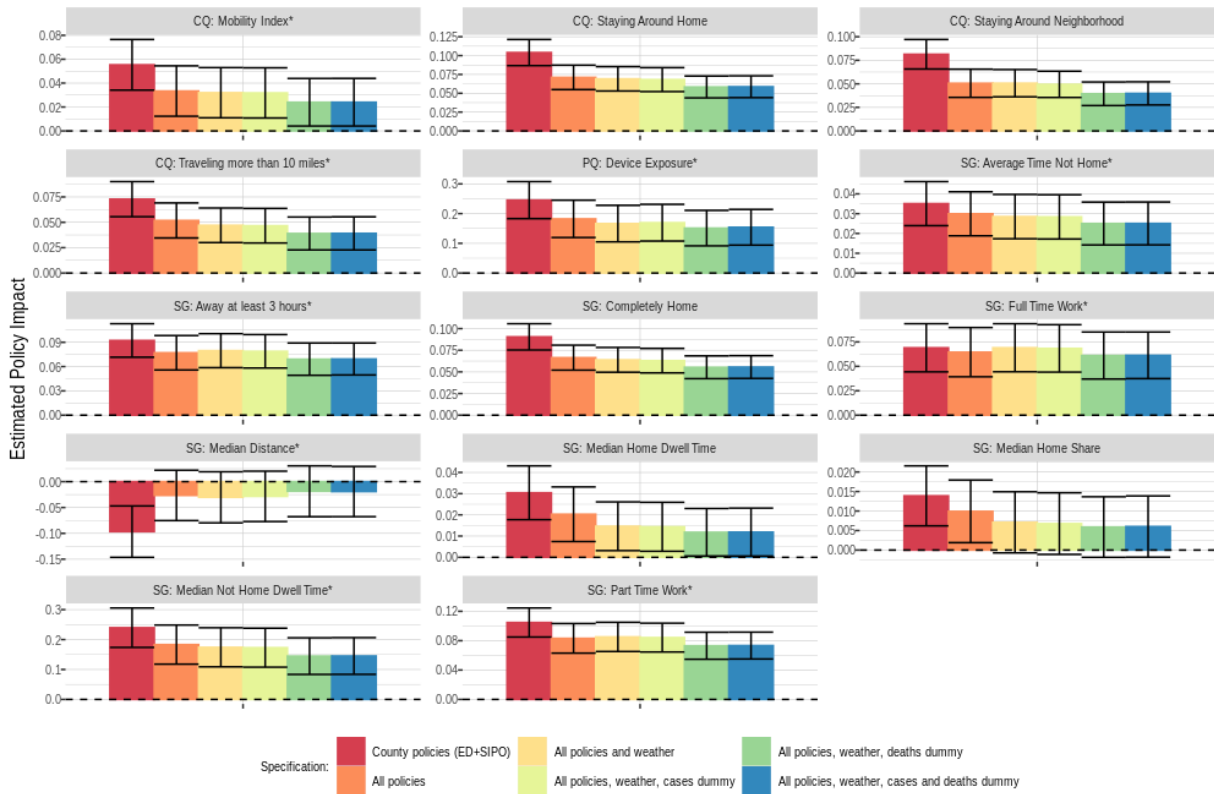 CQ: Mobility Index*
CQ: Staying Around Home
CQ: Staying Around Neighborhood
0.08
0.06
0.04
0.02
0.00
0.125
0.100
0.075
0.050
0.025
0.000
0.100
0.075
0.050
0.025
0.000
CQ: Traveling more than 10 miles*
PQ: Device Exposure*
SG: Average Time Not Home*
0.075
0.050
0.025
0.000
0.3
0.2
0.1
0.0
0.04
0.03
0.02
0.01
0.00
SG: Away at least 3 hours*
SG: Completely Home
SG: Full Time Work*
0.09
0.06
0.03
0.00
0.100
0.075
0.050
0.025
0.000
0.075
0.050
0.025
0.000
SG: Median Distance*
SG: Median Home Dwell Time
SG: Median Home Share
0.00
-0.05
-0.10
-0.15
0.04
0.03
0.02
0.01
0.00
0.020
0.015
0.010
0.005
0.000
SG: Median Not Home Dwell Time*
SG: Part Time Work*
0.3
0.2
0.1
0.0
0.12
0.08
0.04
0.00
Estimated Policy Impact
Specification:
County policies (ED+SIPO)
All policies
All policies and weather
All policies, weather, cases dummy
All policies, weather, deaths dummy
All policies, weather, cases and deaths dummy